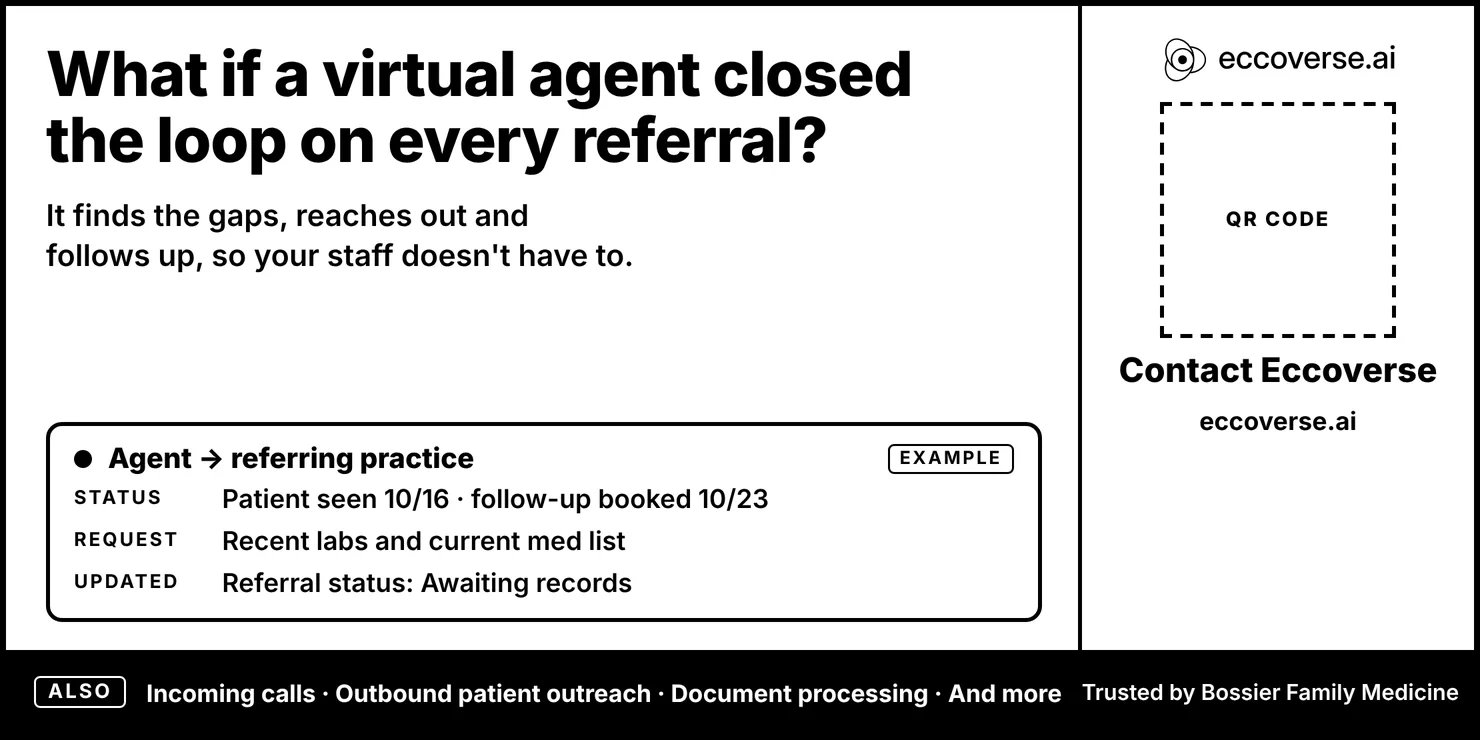 What if a virtual agent closed
the loop on every referral?
It finds the gaps, reaches out and
follows up, so your staff doesn't have to.
Agent → referring practice
EXAMPLE
STATUS Patient seen 10/16 · follow-up booked 10/23
REQUEST Recent labs and current med list
UPDATED Referral status: Awaiting records
eccoverse.ai
QR CODE
Contact Eccoverse
eccoverse.ai
ALSO Incoming calls · Outbound patient outreach · Document processing · And more
Trusted by Bossier Family Medicine